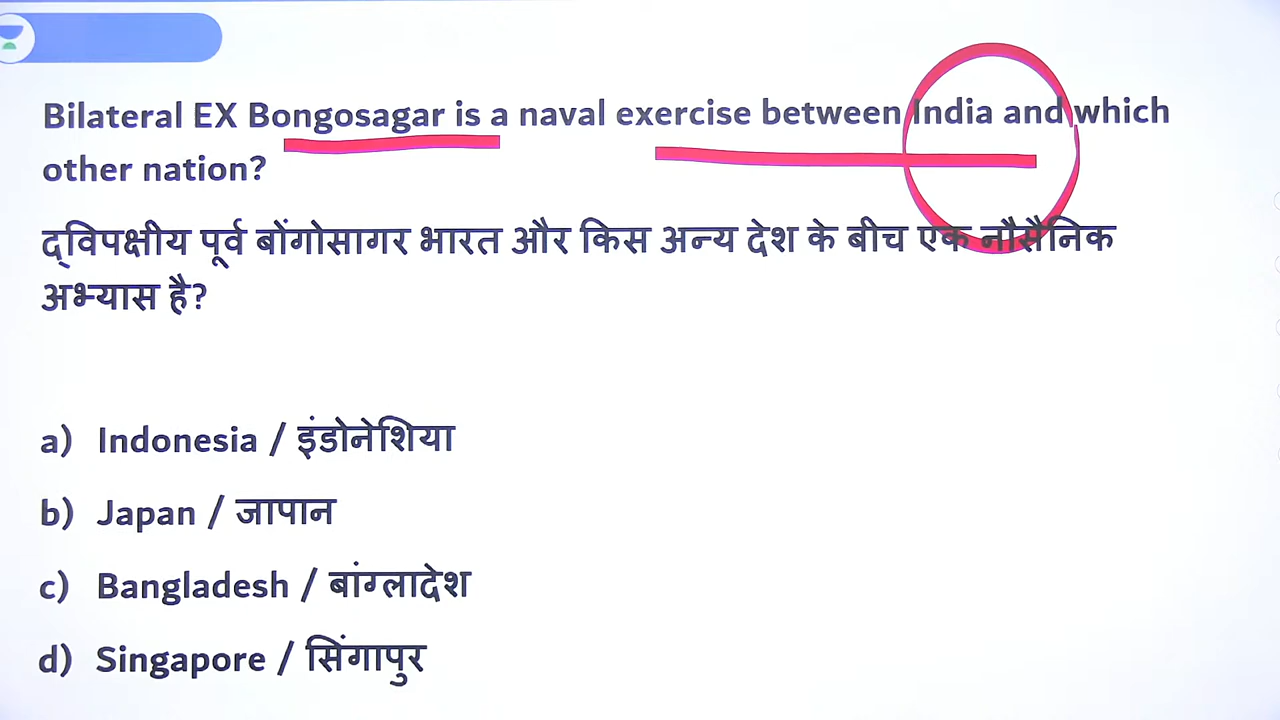 Bilateral EX Bongosagar is a naval exercise between India and which
other nation?
द्विपक्षीय पूर्व बोंगोसागर भारत और किस अन्य देश के बीच एक नौसैनिक
अभ्यास है?
a) Indonesia / इंडोनेशिया
b) Japan / जापान
c) Bangladesh / बांग्लादेश
d) Singapore / सिंगापुर